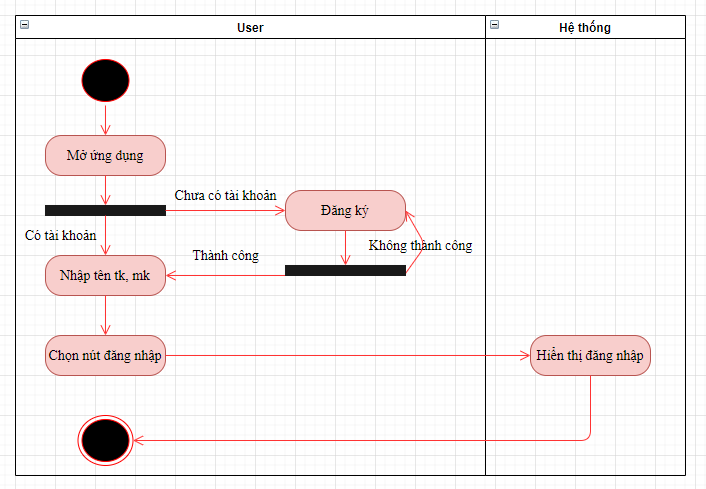 User
Hệ thống
Mở ứng dụng
Chưa có tài khoản
Đăng ký
Có tài khoản
Không thành công
Thành công
Nhập tên tk, mk
Chọn nút đăng nhập
Hiển thị đăng nhập